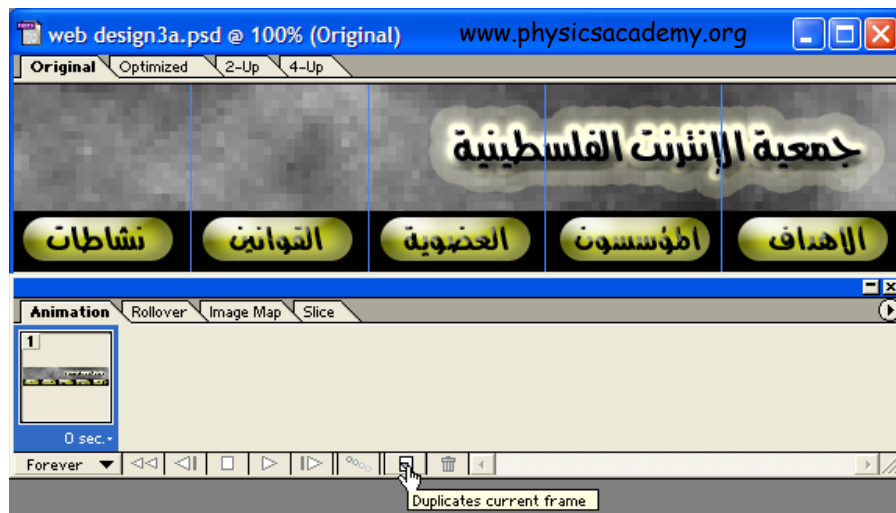 web design3a.psd @ 100% (Original) www.physicsacademy.org
Original Optimized 2-Up 4-Up
جمعية الإنترنت الفلسطينية
الاهداف المؤسسون العضوية القوانين نشاطات
Animation Rollover Image Map Slice
1
0 sec.
Forever
Duplicates current frame